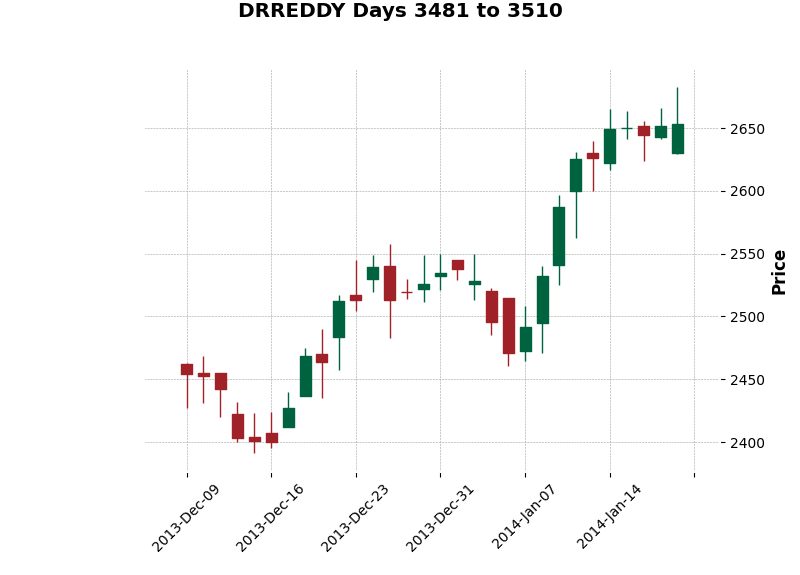 DRREDDY Days 3481 to 3510
2650
2600
2550
2500
2450
2400
Price
2013-Dec-09
2013-Dec-16
2013-Dec-23
2013-Dec-31
2014-Jan-07
2014-Jan-14